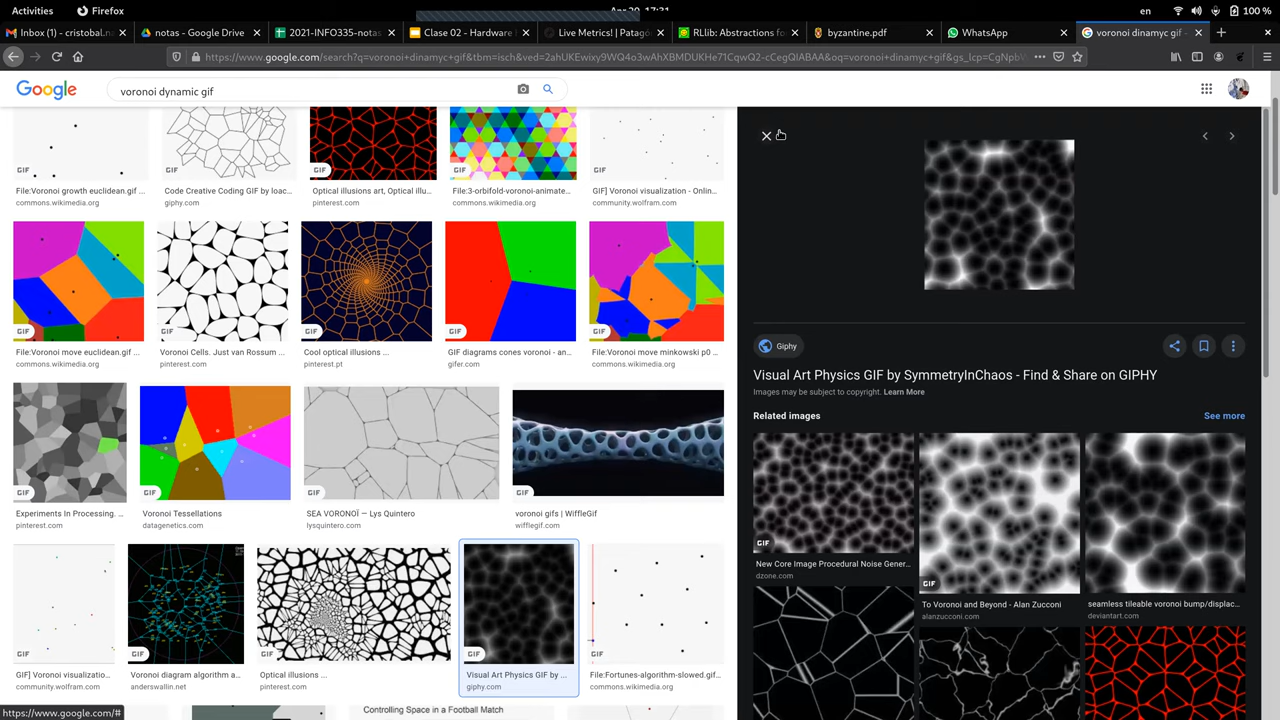 Activities
Firefox
Apr 20 17:31
en
100 %
Inbox (1) - cristobal.na
notas - Google Drive
2021-INFO335-notas
Clase 02 - Hardware
Live Metrics! | Patagó
RLlib: Abstractions fo
byzantine.pdf
WhatsApp
voronoi dinamyc gif -
https://www.google.com/search?q=voronoi+dinamyc+gif&tbm=isch&ved=2ahUKEwixy9WQ4o3wAhXBMDUKHe71CqwQ2-cCegQIABAA&oq=voronoi+dinamyc+gif&gs_lcp=CgNpbV
Google
voronoi dynamic gif
GIF
GIF
GIF
GIF
GIF
File:Voronoi growth euclidean.gif ...
commons.wikimedia.org
Code Creative Coding GIF by loac...
giphy.com
Optical illusions art, Optical illu...
pinterest.com
File:3-orbifold-voronoi-animate...
commons.wikimedia.org
GIF] Voronoi visualization - Onlin...
community.wolfram.com
GIF
GIF
GIF
GIF
GIF
File:Voronoi move euclidean.gif ...
commons.wikimedia.org
Voronoi Cells. Just van Rossum ...
pinterest.com
Cool optical illusions ...
pinterest.pt
GIF diagrams cones voronoi - an...
gifer.com
File:Voronoi move minkowski p0 ...
commons.wikimedia.org
GIF
GIF
GIF
GIF
Experiments In Processing. ...
pinterest.com
Voronoi Tessellations
datagenetics.com
SEA VORONOÏ — Lys Quintero
lysquintero.com
voronoi gifs | WiffleGif
wifflegif.com
GIF
GIF
GIF
GIF
GIF
GIF] Voronoi visualizatio...
community.wolfram.com
Voronoi diagram algorithm a...
anderswallin.net
Optical illusions ...
pinterest.com
Visual Art Physics GIF by ...
giphy.com
File:Fortunes-algorithm-slowed.gif...
commons.wikimedia.org
Controlling Space in a Football Match
https://www.google.com/#
Giphy
Visual Art Physics GIF by SymmetryInChaos - Find & Share on GIPHY
Images may be subject to copyright. Learn More
Related images
See more
GIF
New Core Image Procedural Noise Gener...
dzone.com
GIF
To Voronoi and Beyond - Alan Zucconi
alanzucconi.com
seamless tileable voronoi bump/displac...
deviantart.com